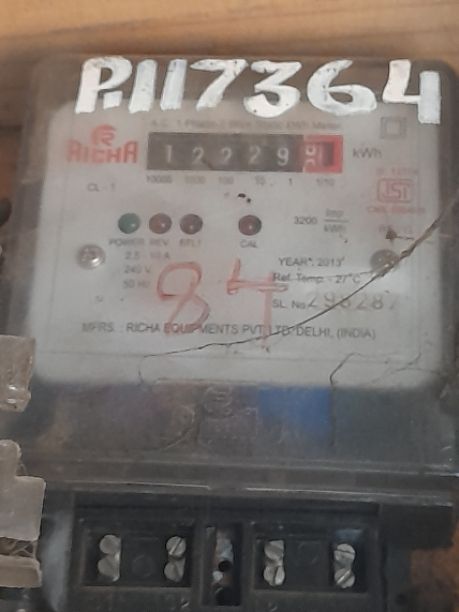 P.117364
A.C. 1-Phase-2 Wire Static kWh Meter
RICHA
12229
kWh
10000 1000 100 10 1 1/10
CL - 1
ISI
3200 imp/kWh
POWER REV. EFL1 CAL
2.5 - 10 A
240 V
50 Hz
YEAR : 2013
Ref. Temp. - 27°C
SL. No. 298287
MFRS. : RICHA EQUIPMENTS PVT. LTD. DELHI, (INDIA)